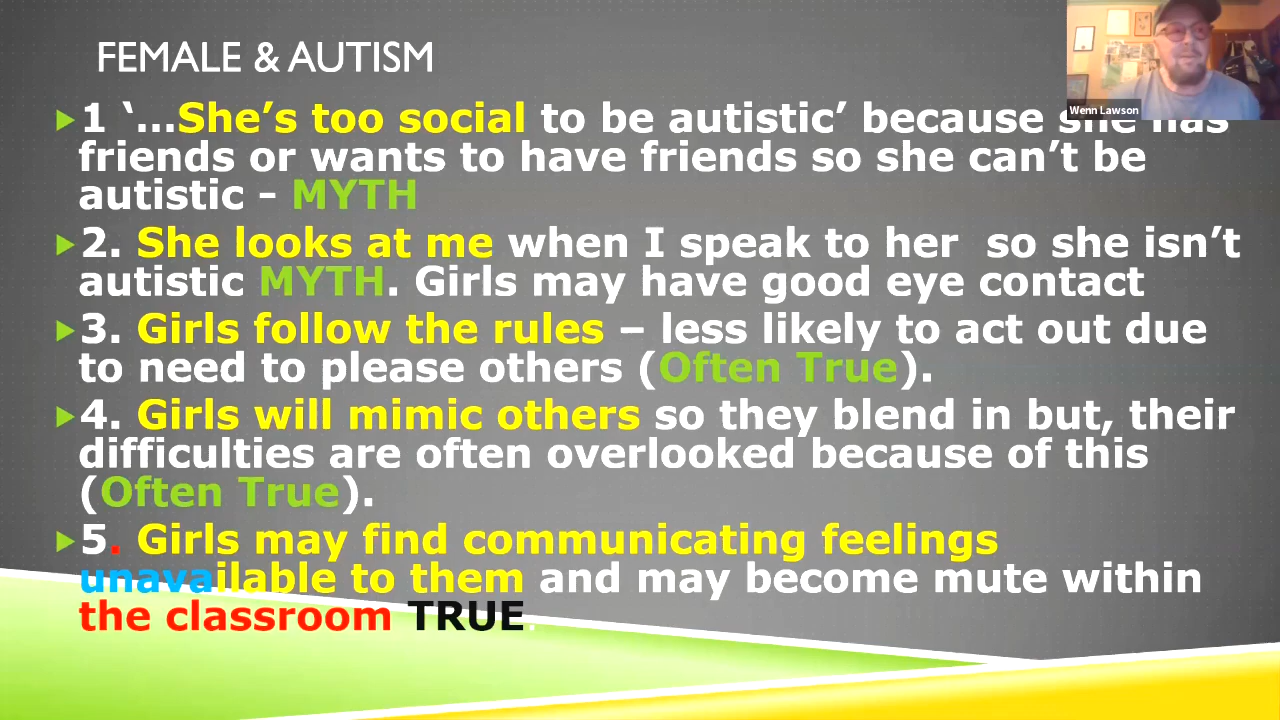 FEMALE & AUTISM
Wenn Lawson
1 ‘...She’s too social to be autistic’ because she has
friends or wants to have friends so she can’t be
autistic – MYTH
2. She looks at me when I speak to her  so she isn’t
autistic MYTH. Girls may have good eye contact
3. Girls follow the rules – less likely to act out due
to need to please others (Often True).
4. Girls will mimic others so they blend in but, their
difficulties are often overlooked because of this
(Often True).
5. Girls may find communicating feelings
unavailable to them and may become mute within
the classroom TRUE.